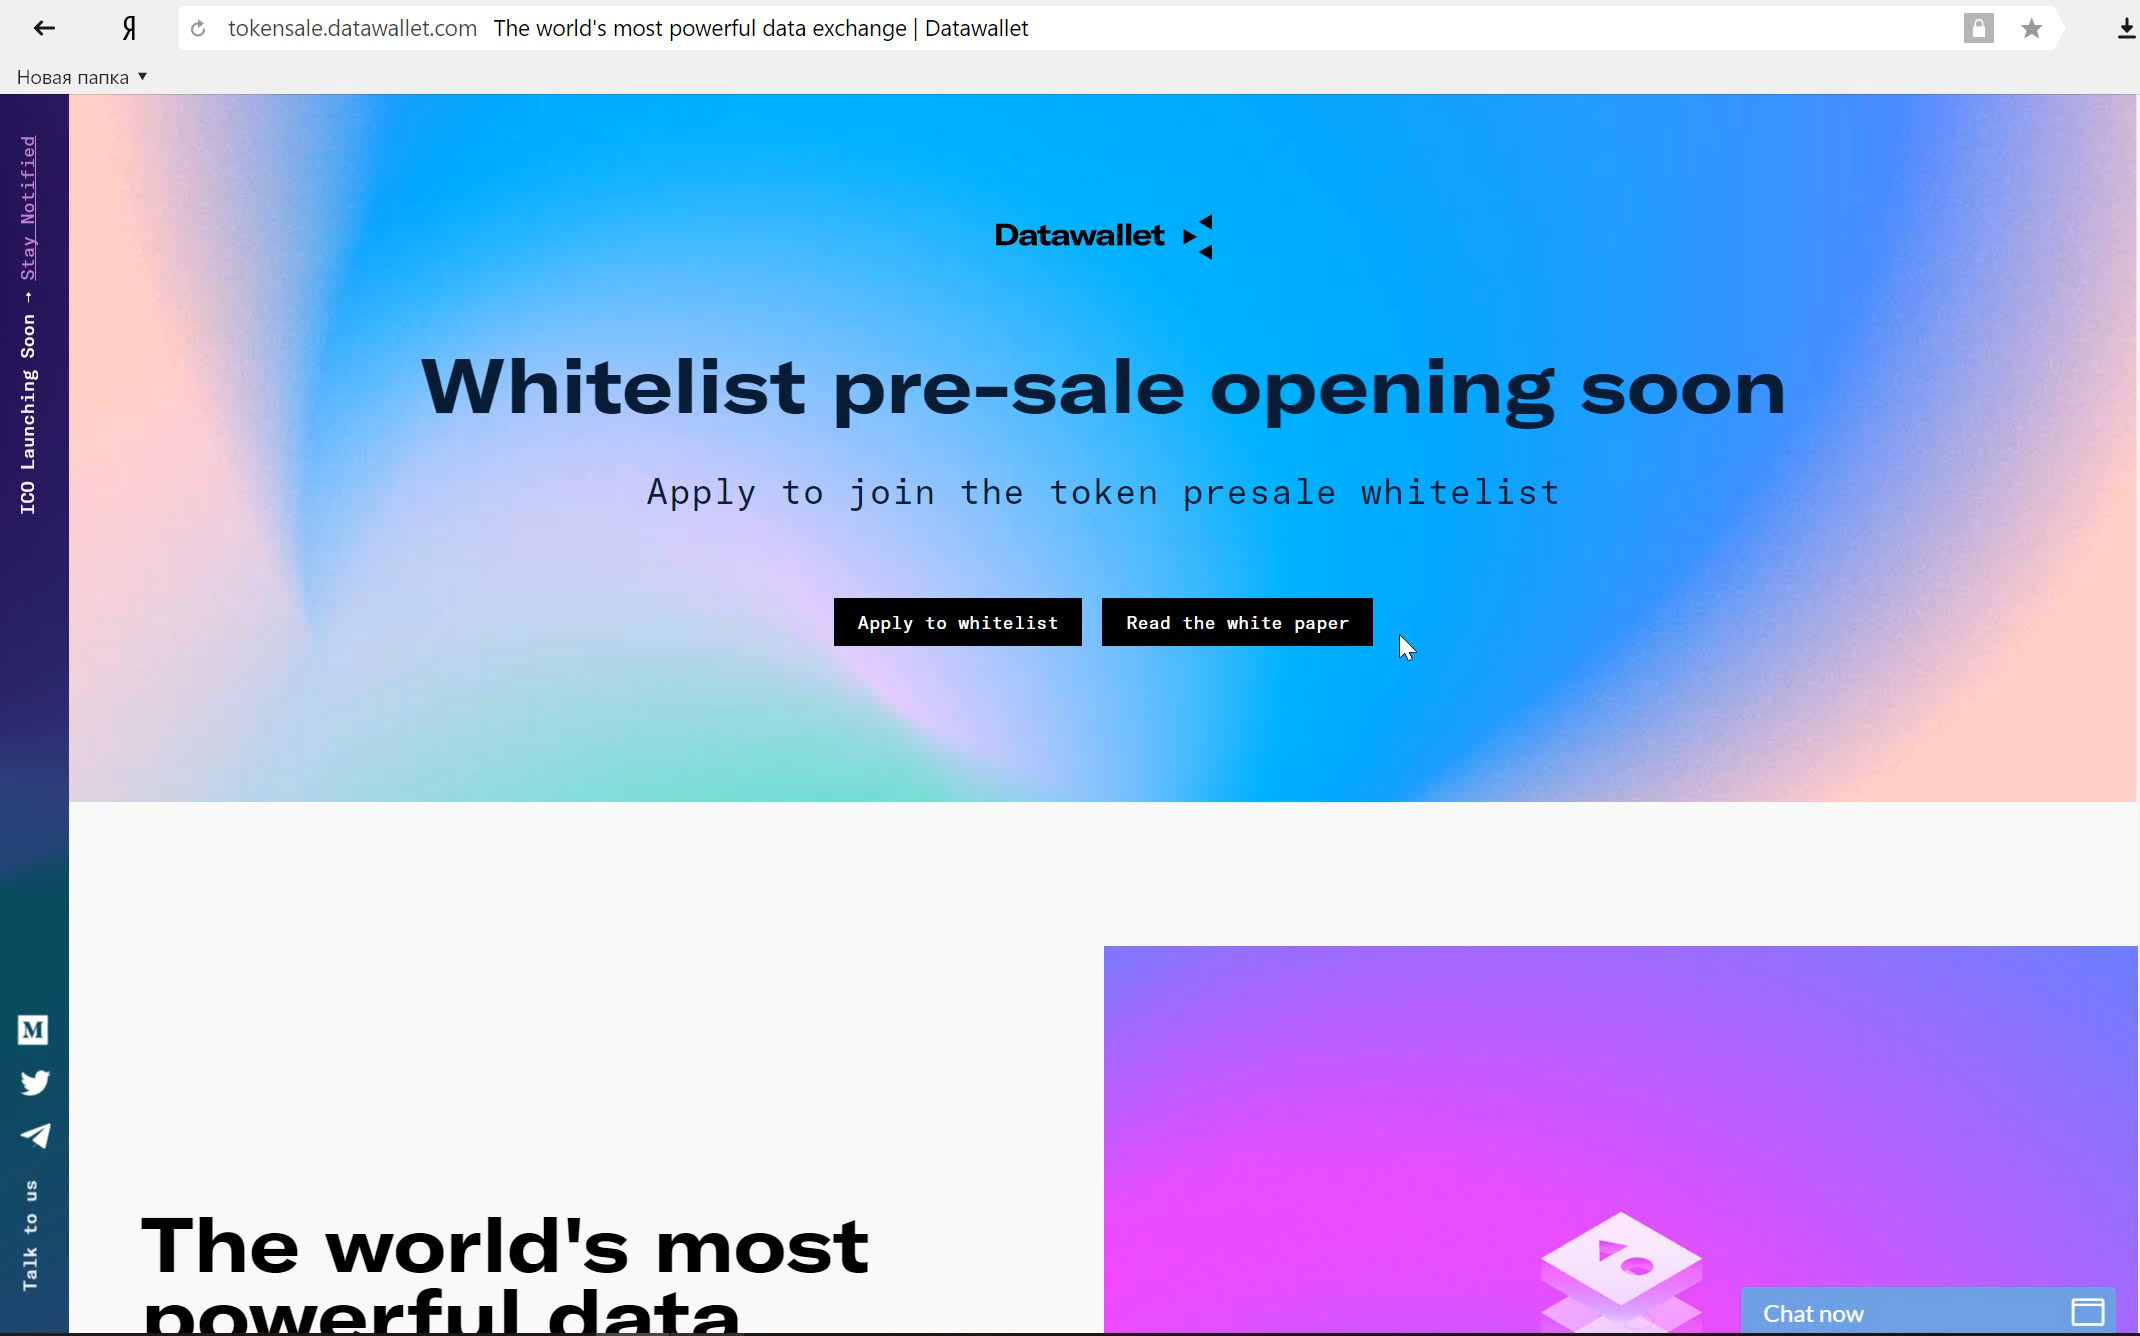 Я
tokensale.datawallet.com The world's most powerful data exchange | Datawallet
Новая папка
ICO Launching Soon → Stay Notified
Datawallet
Whitelist pre-sale opening soon
Apply to join the token presale whitelist
Apply to whitelist
Read the white paper
M
Talk to us
The world's most
powerful data
Chat now